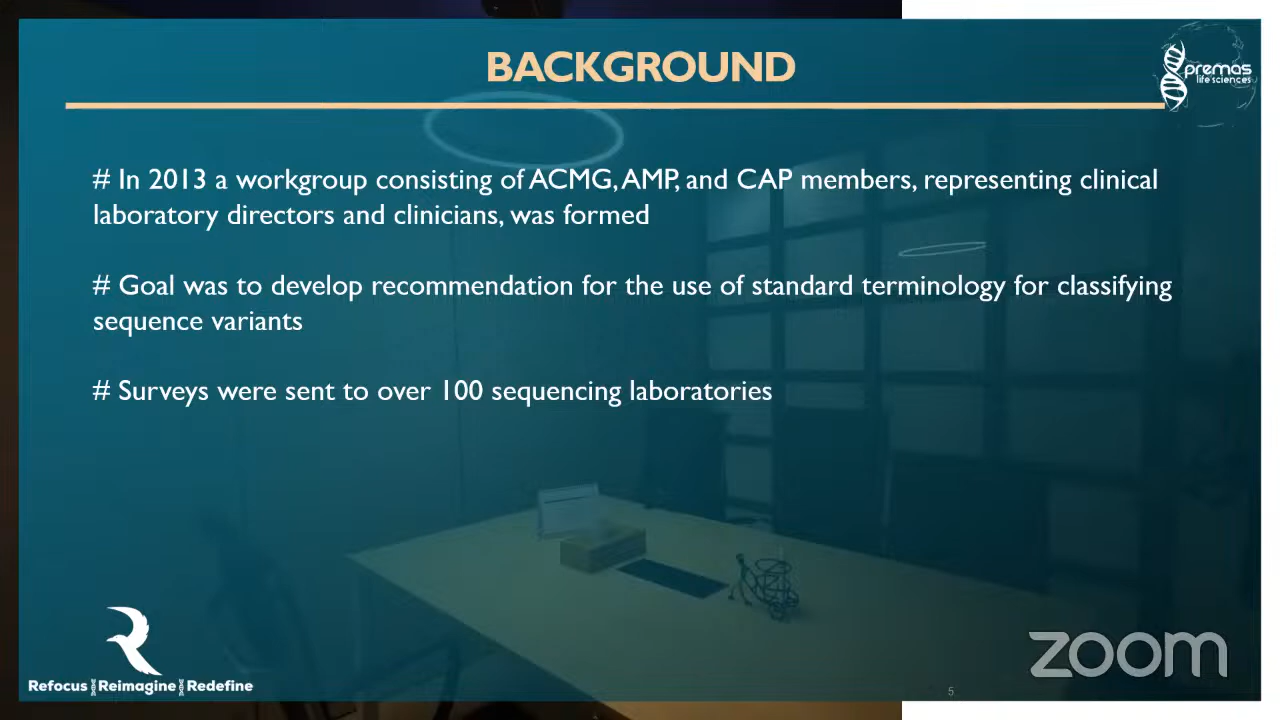 BACKGROUND
premas
life sciences
# In 2013 a workgroup consisting of ACMG, AMP, and CAP members, representing clinical
laboratory directors and clinicians, was formed
# Goal was to develop recommendation for the use of standard terminology for classifying
sequence variants
# Surveys were sent to over 100 sequencing laboratories
Refocus Reimagine Redefine
zoom
5